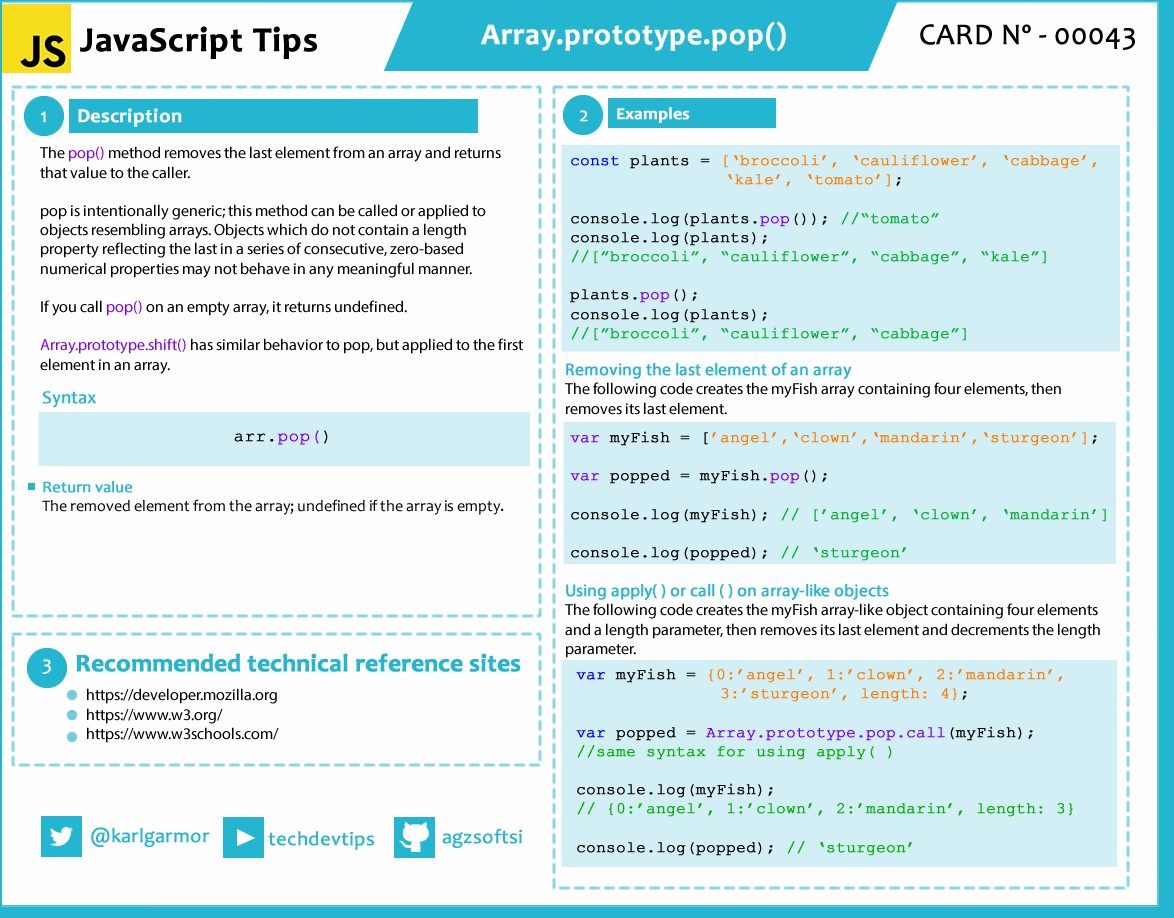 JS JavaScript Tips
Array.prototype.pop()
CARD Nº - 00043
1 Description
The pop() method removes the last element from an array and returns
that value to the caller.
pop is intentionally generic; this method can be called or applied to
objects resembling arrays. Objects which do not contain a length
property reflecting the last in a series of consecutive, zero-based
numerical properties may not behave in any meaningful manner.
If you call pop() on an empty array, it returns undefined.
Array.prototype.shift() has similar behavior to pop, but applied to the first
element in an array.
Syntax
arr.pop()
Return value
The removed element from the array; undefined if the array is empty.
2 Examples
const plants = [‘broccoli’, ‘cauliflower’, ‘cabbage’,
‘kale’, ‘tomato’];
console.log(plants.pop()); //“tomato”
console.log(plants);
//[”broccoli”, “cauliflower”, “cabbage”, “kale”]
plants.pop();
console.log(plants);
//[”broccoli”, “cauliflower”, “cabbage”]
Removing the last element of an array
The following code creates the myFish array containing four elements, then
removes its last element.
var myFish = [’angel’,‘clown’,‘mandarin’,‘sturgeon’];
var popped = myFish.pop();
console.log(myFish); // [’angel’, ‘clown’, ‘mandarin’]
console.log(popped); // ‘sturgeon’
Using apply( ) or call ( ) on array-like objects
The following code creates the myFish array-like object containing four elements
and a length parameter, then removes its last element and decrements the length
parameter.
var myFish = {0:’angel’, 1:’clown’, 2:’mandarin’,
3:’sturgeon’, length: 4};
var popped = Array.prototype.pop.call(myFish);
//same syntax for using apply( )
console.log(myFish);
// {0:’angel’, 1:’clown’, 2:’mandarin’, length: 3}
console.log(popped); // ‘sturgeon’
3 Recommended technical reference sites
https://developer.mozilla.org
https://www.w3.org/
https://www.w3schools.com/
@karlgarmor
techdevtips
agzsoftsi